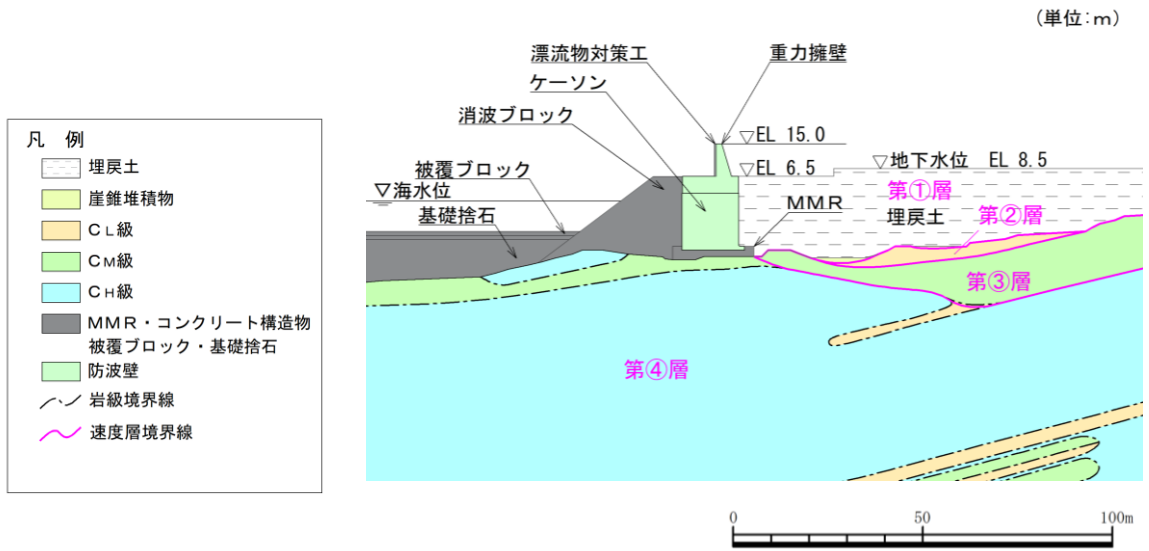 (単位:m)
漂流物対策工
重力擁壁
ケーソン
消波ブロック
▽EL 15.0
被覆ブロック
▽EL 6.5
▽地下水位 EL 8.5
▽海水位
第①層
基礎捨石
MMR
埋戻土
第②層
第③層
第④層
凡 例
埋戻土
崖錐堆積物
CL級
CM級
CH級
MMR・コンクリート構造物
被覆ブロック・基礎捨石
防波壁
岩級境界線
速度層境界線
0 50 100m